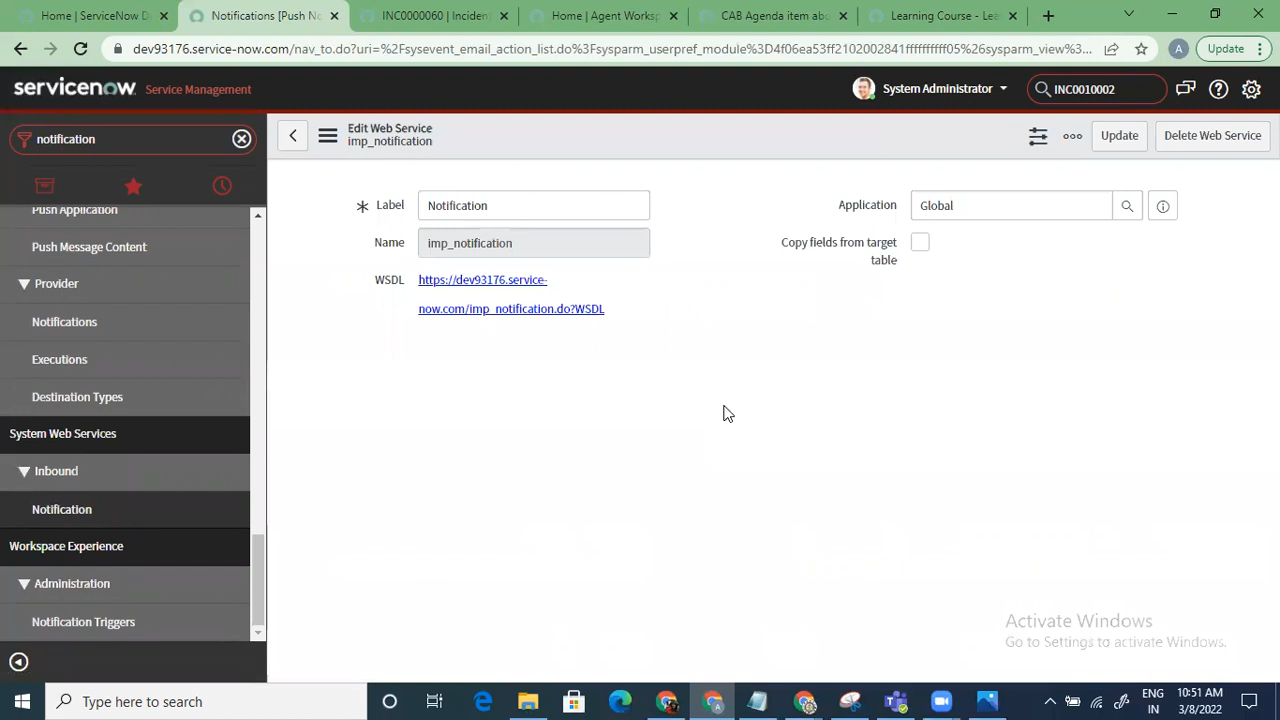 Home | ServiceNow D
Notifications [Push No
INC0000060 | Inciden
Home | Agent Worksp
CAB Agenda item abo
Learning Course - Lea
dev93176.service-now.com/nav_to.do?uri=%2Fsysevent_email_action_list.do%3Fsysparm_userpref_module%3D4f06ea53ff2102002841ffffffffff05%26sysparm_view%3...
A
Update
servicenow
Service Management
System Administrator
INC0010002
notification
Edit Web Service
imp_notification
Update
Delete Web Service
Push Application
Push Message Content
Provider
Notifications
Executions
Destination Types
System Web Services
Inbound
Notification
Workspace Experience
Administration
Notification Triggers
Label
Notification
Name
imp_notification
WSDL
https://dev93176.service-
now.com/imp_notification.do?WSDL
Application
Global
Copy fields from target
table
Activate Windows
Go to Settings to activate Windows.
Type here to search
ENG
IN
10:51 AM
3/8/2022